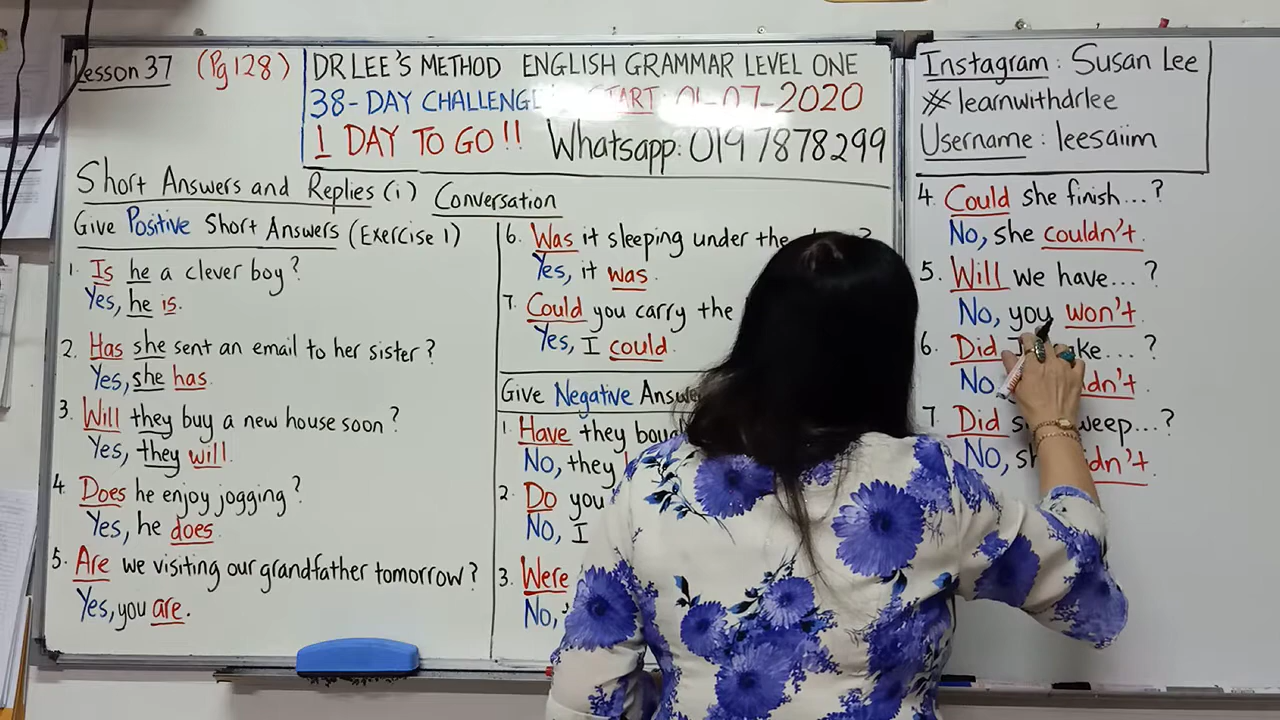 Lesson 37 (Pg 128)
DR LEE'S METHOD ENGLISH GRAMMAR LEVEL ONE
38-DAY CHALLENGE START: 01-07-2020
1 DAY TO GO!! Whatsapp: 0197878299
Short Answers and Replies (i) Conversation
Give Positive Short Answers (Exercise 1)
1. Is he a clever boy?
Yes, he is.
2. Has she sent an email to her sister?
Yes, she has.
3. Will they buy a new house soon?
Yes, they will.
4. Does he enjoy jogging?
Yes, he does.
5. Are we visiting our grandfather tomorrow?
Yes, you are.
6. Was it sleeping under the ?
Yes, it was.
7. Could you carry the
Yes, I could.
Give Negative
1. Have they
No, they
2. Do you
No, I
3. Were
No,
Instagram: Susan Lee
# learnwithdrlee
Username: leesaiim
4. Could she finish...?
No, she couldn't.
5. Will we have...?
No, you won't.
6. Did ...?
No,
7. Did ...?
No,